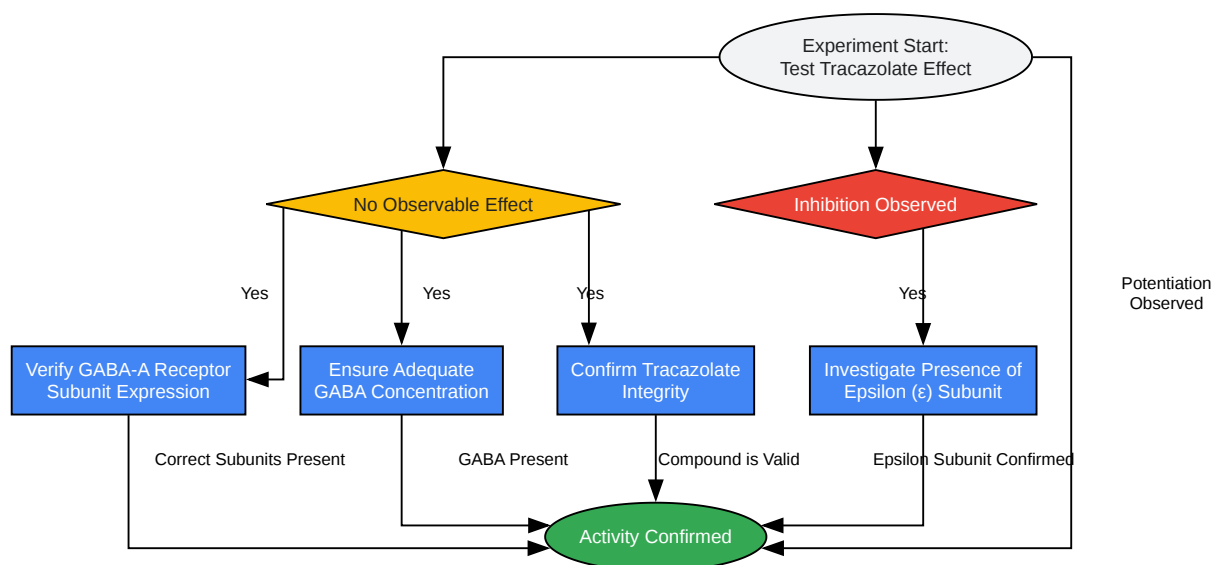 Experiment Start:
Test Tracazolate Effect
No Observable Effect
Inhibition Observed
Yes
Yes
Yes
Yes
Potentiation
Observed
Verify GABA-A Receptor
Subunit Expression
Ensure Adequate
GABA Concentration
Confirm Tracazolate
Integrity
Investigate Presence of
Epsilon (ε) Subunit
Correct Subunits Present
GABA Present
Compound is Valid
Epsilon Subunit Confirmed
Activity Confirmed